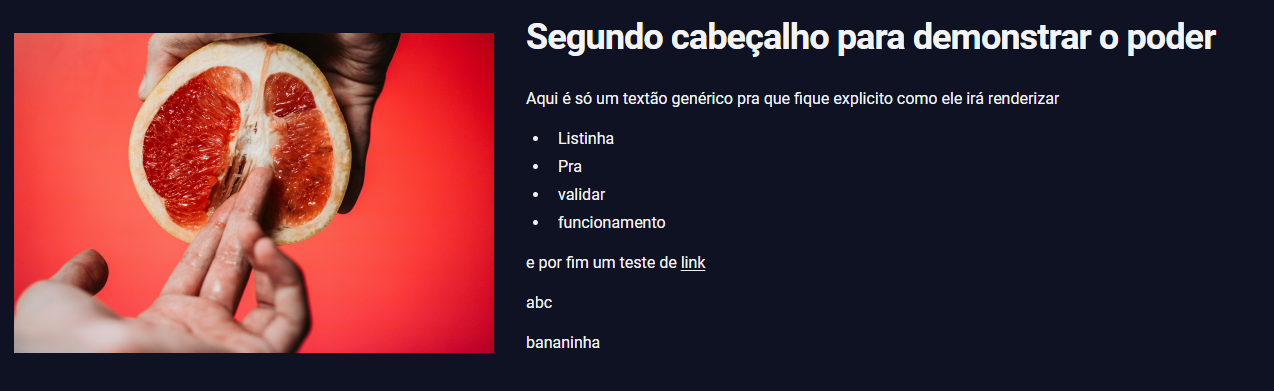 Segundo cabeçalho para demonstrar o poder
Aqui é só um textão genérico pra que fique explicito como ele irá renderizar
Listinha
Pra
validar
funcionamento
e por fim um teste de link
abc
bananinha